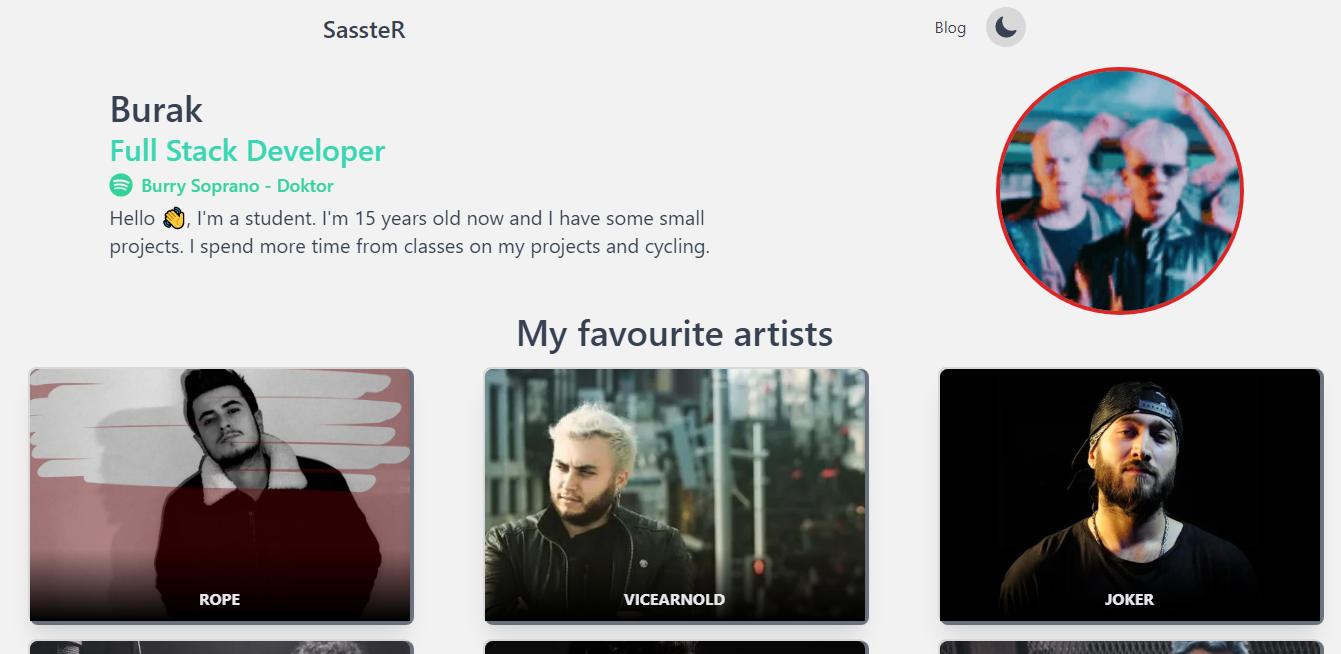 SassteR
Blog
Burak
Full Stack Developer
Burry Soprano - Doktor
Hello 👋, I'm a student. I'm 15 years old now and I have some small
projects. I spend more time from classes on my projects and cycling.
My favourite artists
ROPE
VICEARNOLD
JOKER